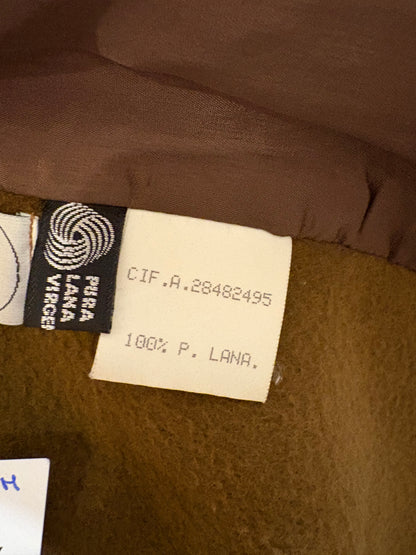 PURA
LANA
VIRGEN
CIF.A.28482495
100% P. LANA.